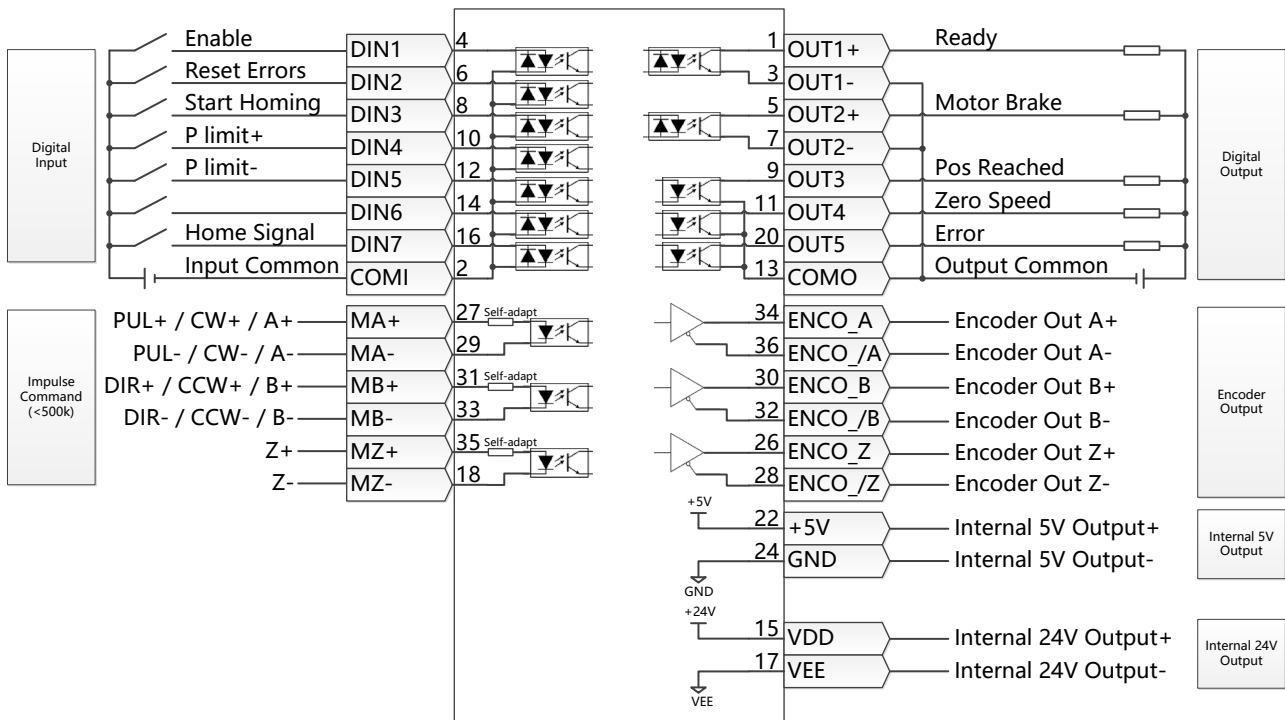 Digital
Input
Enable
DIN1
4
Reset Errors
DIN2
6
Start Homing
DIN3
8
P limit+
DIN4
10
P limit-
DIN5
12
DIN6
14
Home Signal
DIN7
16
Input Common
COMI
2
Impulse
Command
(<500k)
PUL+ / CW+ / A+
MA+
27
Self-adapt
PUL- / CW- / A-
MA-
29
DIR+ / CCW+ / B+
MB+
31
Self-adapt
DIR- / CCW- / B-
MB-
33
Z+
MZ+
35
Self-adapt
Z-
MZ-
18
1
OUT1+
Ready
3
OUT1-
5
OUT2+
Motor Brake
7
OUT2-
9
OUT3
Pos Reached
11
OUT4
Zero Speed
20
OUT5
Error
13
COMO
Output Common
Digital
Output
34
ENCO_A
Encoder Out A+
36
ENCO_/A
Encoder Out A-
30
ENCO_B
Encoder Out B+
32
ENCO_/B
Encoder Out B-
26
ENCO_Z
Encoder Out Z+
28
ENCO_/Z
Encoder Out Z-
Encoder
Output
+5V
22
+5V
Internal 5V Output+
24
GND
Internal 5V Output-
GND
Internal 5V
Output
+24V
15
VDD
Internal 24V Output+
17
VEE
Internal 24V Output-
VEE
Internal 24V
Output